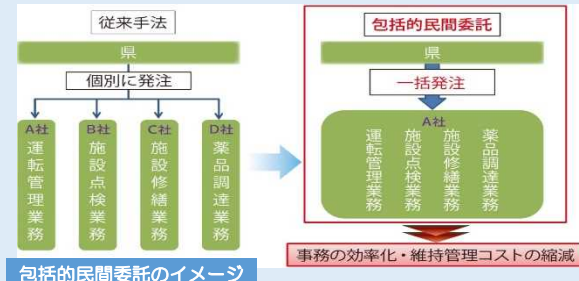 従来手法
県
個別に発注
A社
運転管理業務
B社
施設点検業務
C社
施設修繕業務
D社
薬品調達業務
包括的民間委託
県
一括発注
A社
運転管理業務
施設点検業務
施設修繕業務
薬品調達業務
事務の効率化・維持管理コストの縮減
包括的民間委託のイメージ